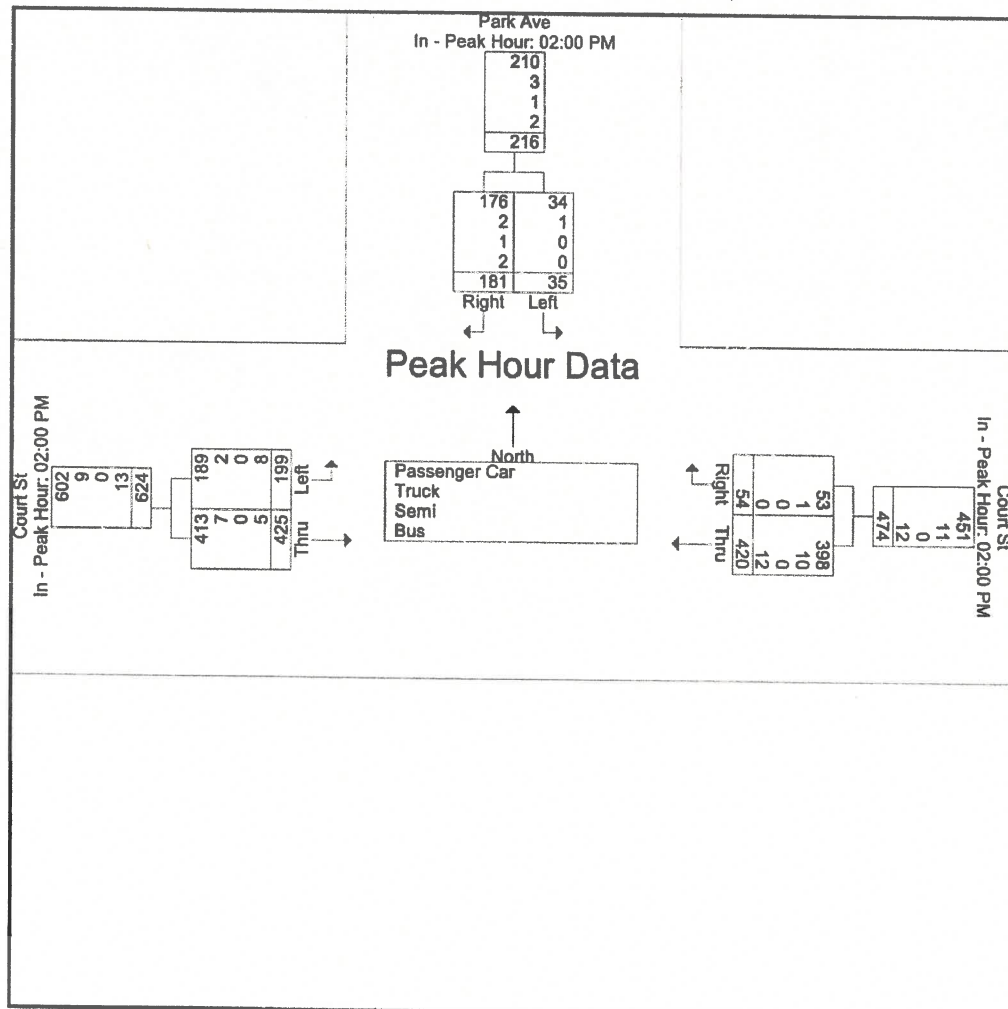 Park Ave
In - Peak Hour: 02:00 PM
210
3
1
2
216
176 34
2 1
1 0
2 0
181 35
Right Left
Peak Hour Data
North
Passenger Car
Truck
Semi
Bus
Court St
In - Peak Hour: 02:00 PM
602
9
0
13
624
189
2
0
8
199
Left
413
7
0
5
425
Thru
Court St
In - Peak Hour: 02:00 PM
451
11
0
12
474
53
1
0
0
54
Right
398
10
0
12
420
Thru